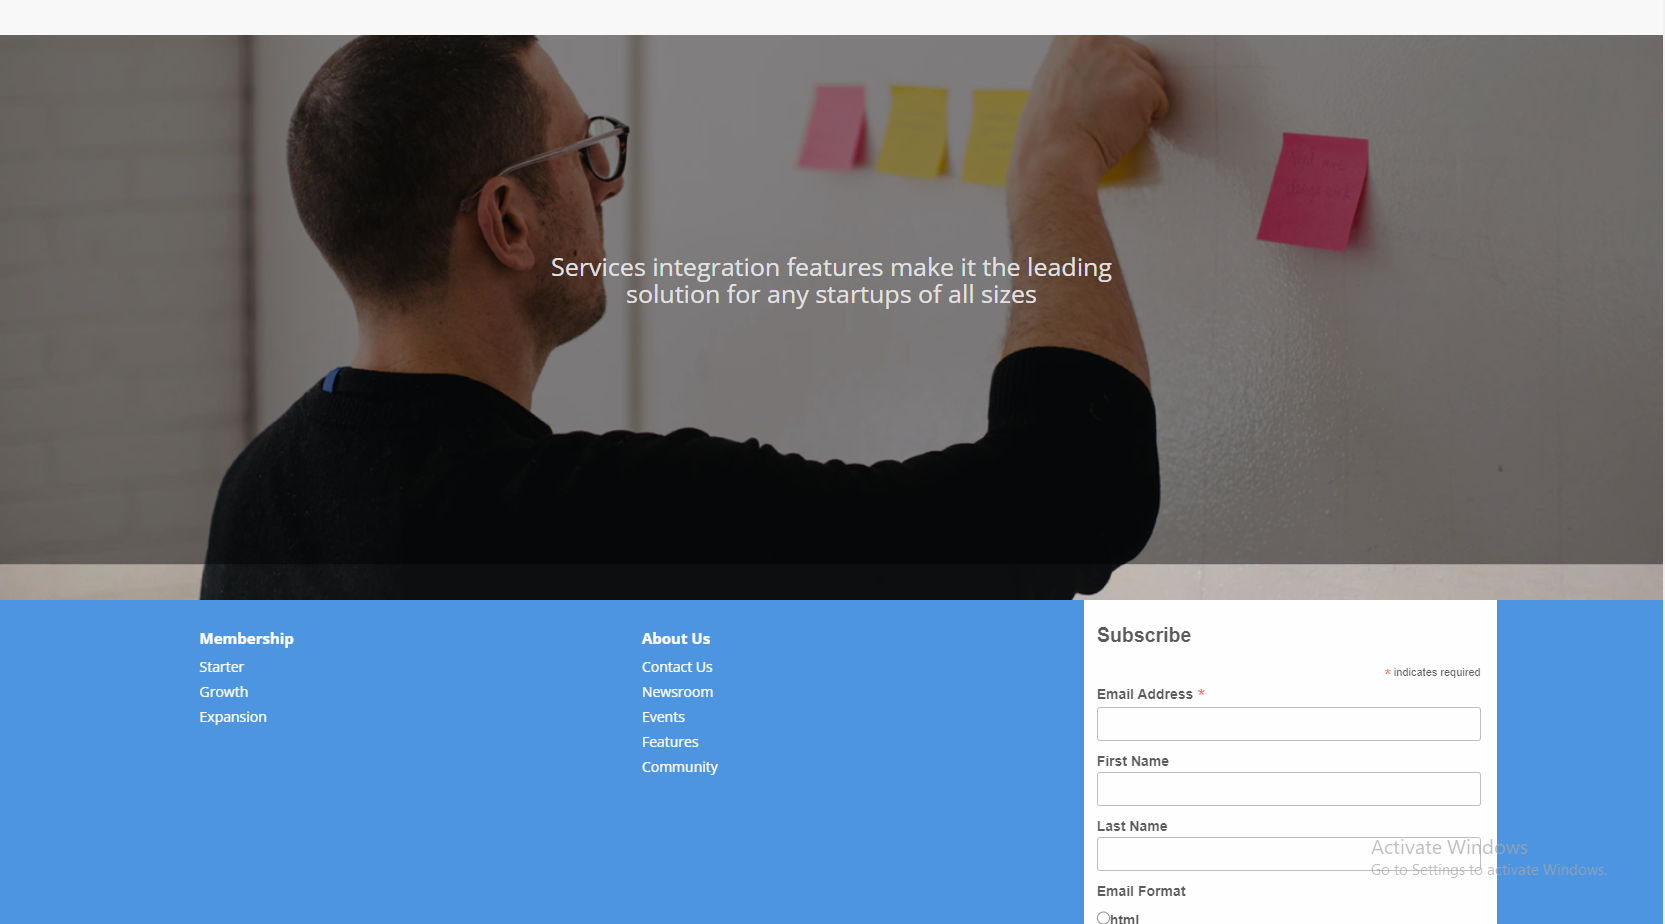 Services integration features make it the leading
solution for any startups of all sizes
Membership
Starter
Growth
Expansion
About Us
Contact Us
Newsroom
Events
Features
Community
Subscribe
* indicates required
Email Address *
First Name
Last Name
Email Format
html
Activate Windows
Go to Settings to activate Windows.